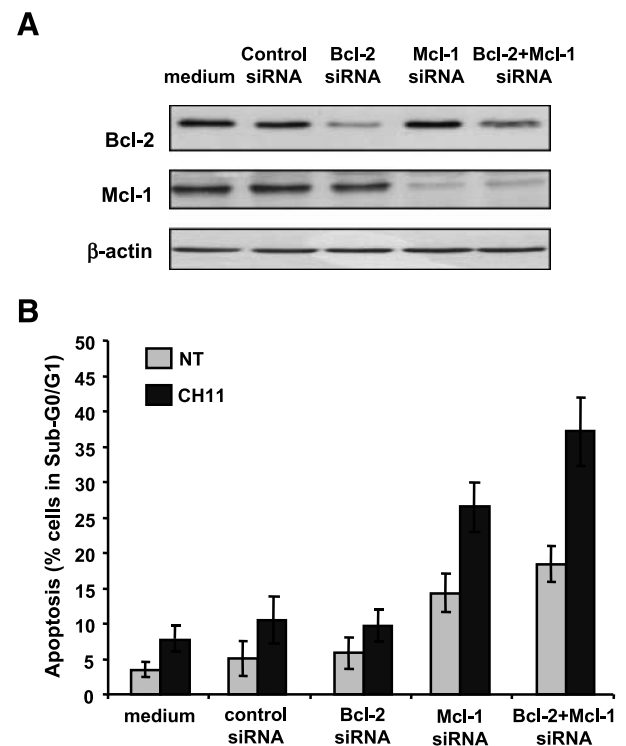 A
medium
Control siRNA
Bcl-2 siRNA
Mcl-1 siRNA
Bcl-2+Mcl-1 siRNA
Bcl-2
Mcl-1
β-actin
B
Apoptosis (% cells in Sub-G0/G1)
50
45
40
35
30
25
20
15
10
5
0
NT
CH11
medium
control siRNA
Bcl-2 siRNA
Mcl-1 siRNA
Bcl-2+Mcl-1 siRNA